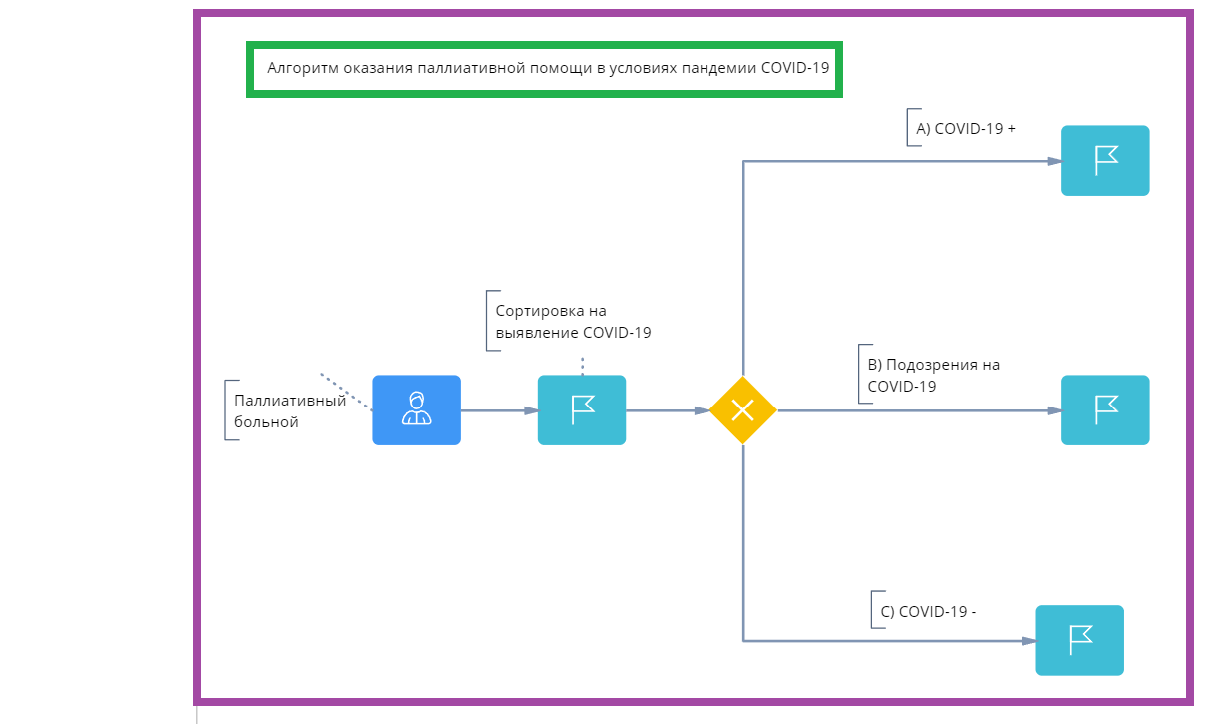 Алгоритм оказания паллиативной помощи в условиях пандемии COVID-19
A) COVID-19 +
Сортировка на
выявление COVID-19
B) Подозрения на
COVID-19
Паллиативный
больной
C) COVID-19 -